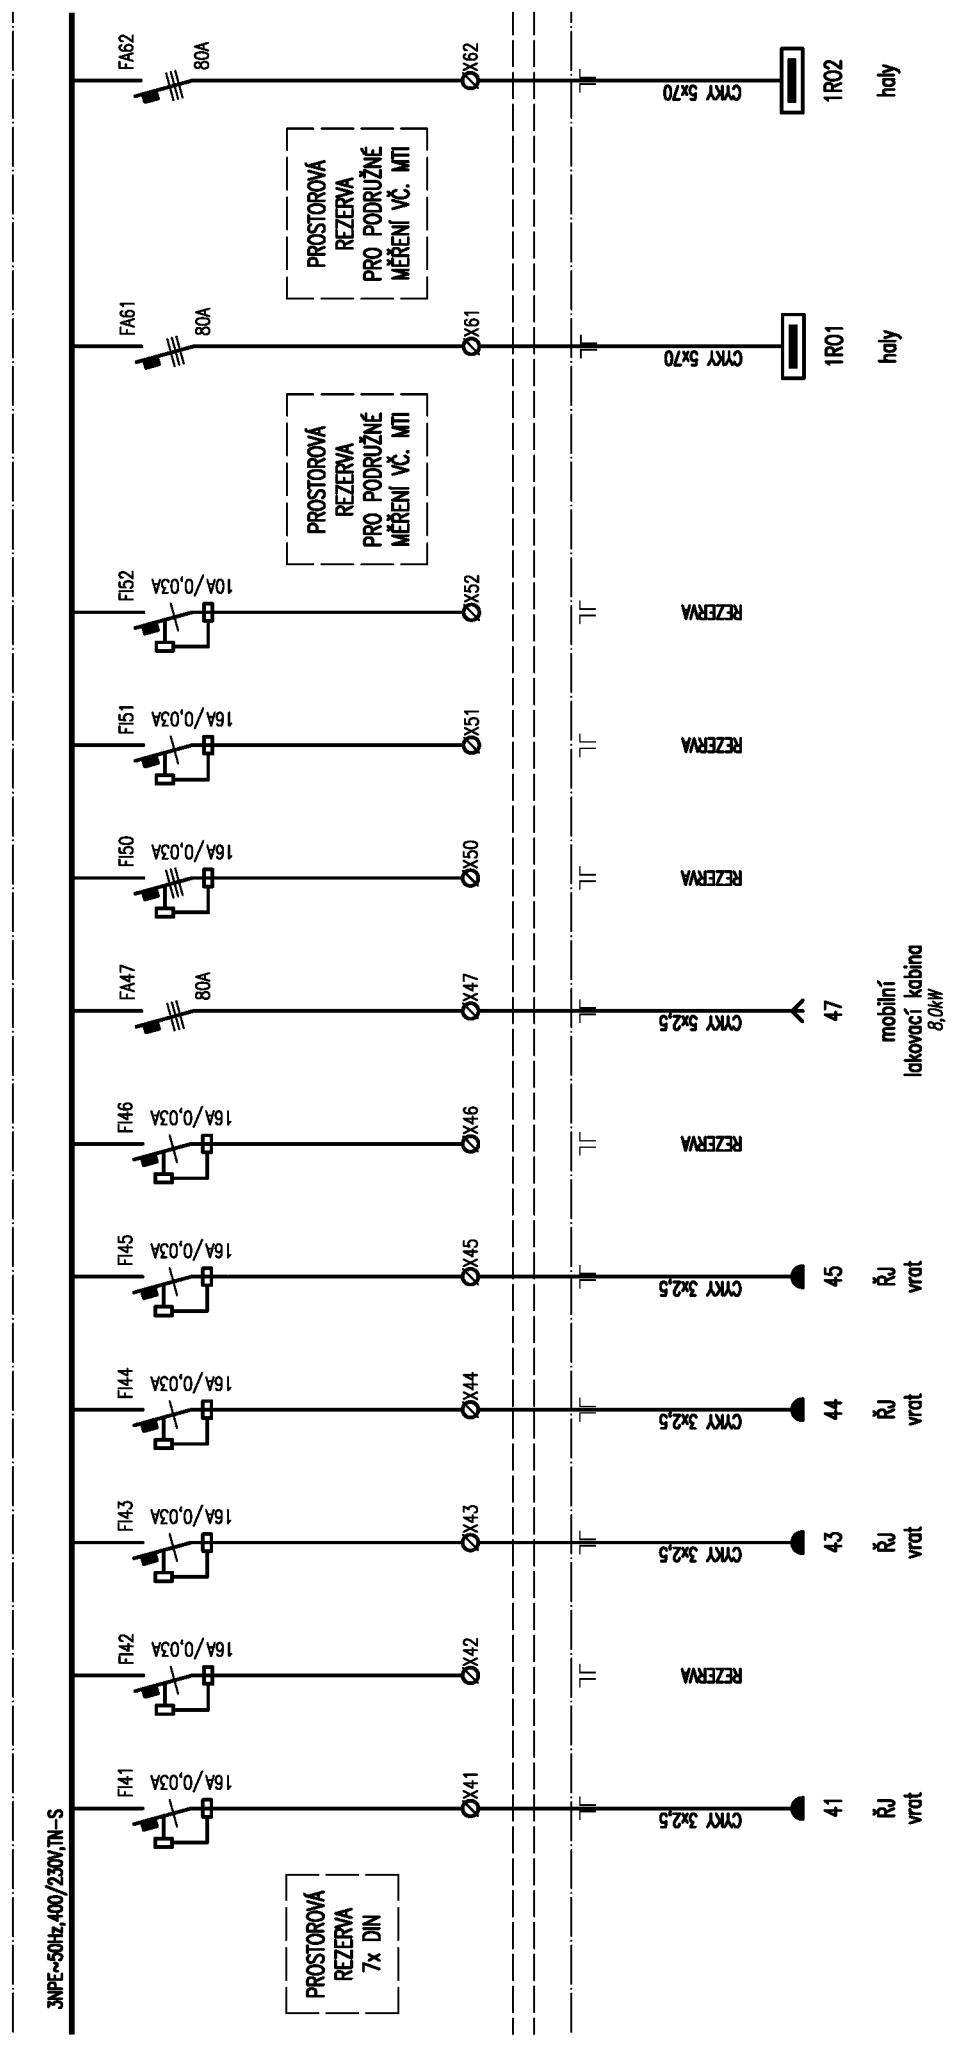 3NPE~50Hz,400/230V,TN-S
PROSTOROVÁ
REZERVA
7x DIN
FI41
16A/0,03A
X41
CYKY 3x2,5
41
ŘJ
vrat
FI42
16A/0,03A
X42
REZERVA
FI43
16A/0,03A
X43
CYKY 3x2,5
43
ŘJ
vrat
FI44
16A/0,03A
X44
CYKY 3x2,5
44
ŘJ
vrat
FI45
16A/0,03A
X45
CYKY 3x2,5
45
ŘJ
vrat
FI46
16A/0,03A
X46
REZERVA
FA47
80A
X47
CYKY 5x2,5
47
mobilní
lakovací kabina
8,0kW
FI50
16A/0,03A
X50
REZERVA
FI51
16A/0,03A
X51
REZERVA
FI52
10A/0,03A
X52
REZERVA
PROSTOROVÁ
REZERVA
PRO PODRUŽNÉ
MĚŘENÍ VČ. MTI
FA61
80A
X61
CYKY 5x70
1RO1
haly
PROSTOROVÁ
REZERVA
PRO PODRUŽNÉ
MĚŘENÍ VČ. MTI
FA62
80A
X62
CYKY 5x70
1RO2
haly